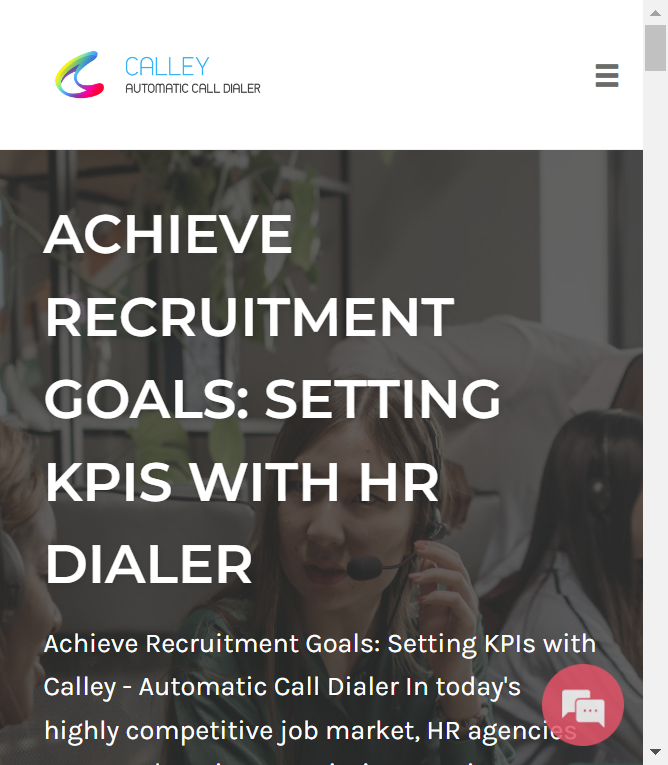 CALLEY
AUTOMATIC CALL DIALER
ACHIEVE
RECRUITMENT
GOALS: SETTING
KPIS WITH HR
DIALER
Achieve Recruitment Goals: Setting KPIs with
Calley - Automatic Call Dialer In today's
highly competitive job market, HR agencies